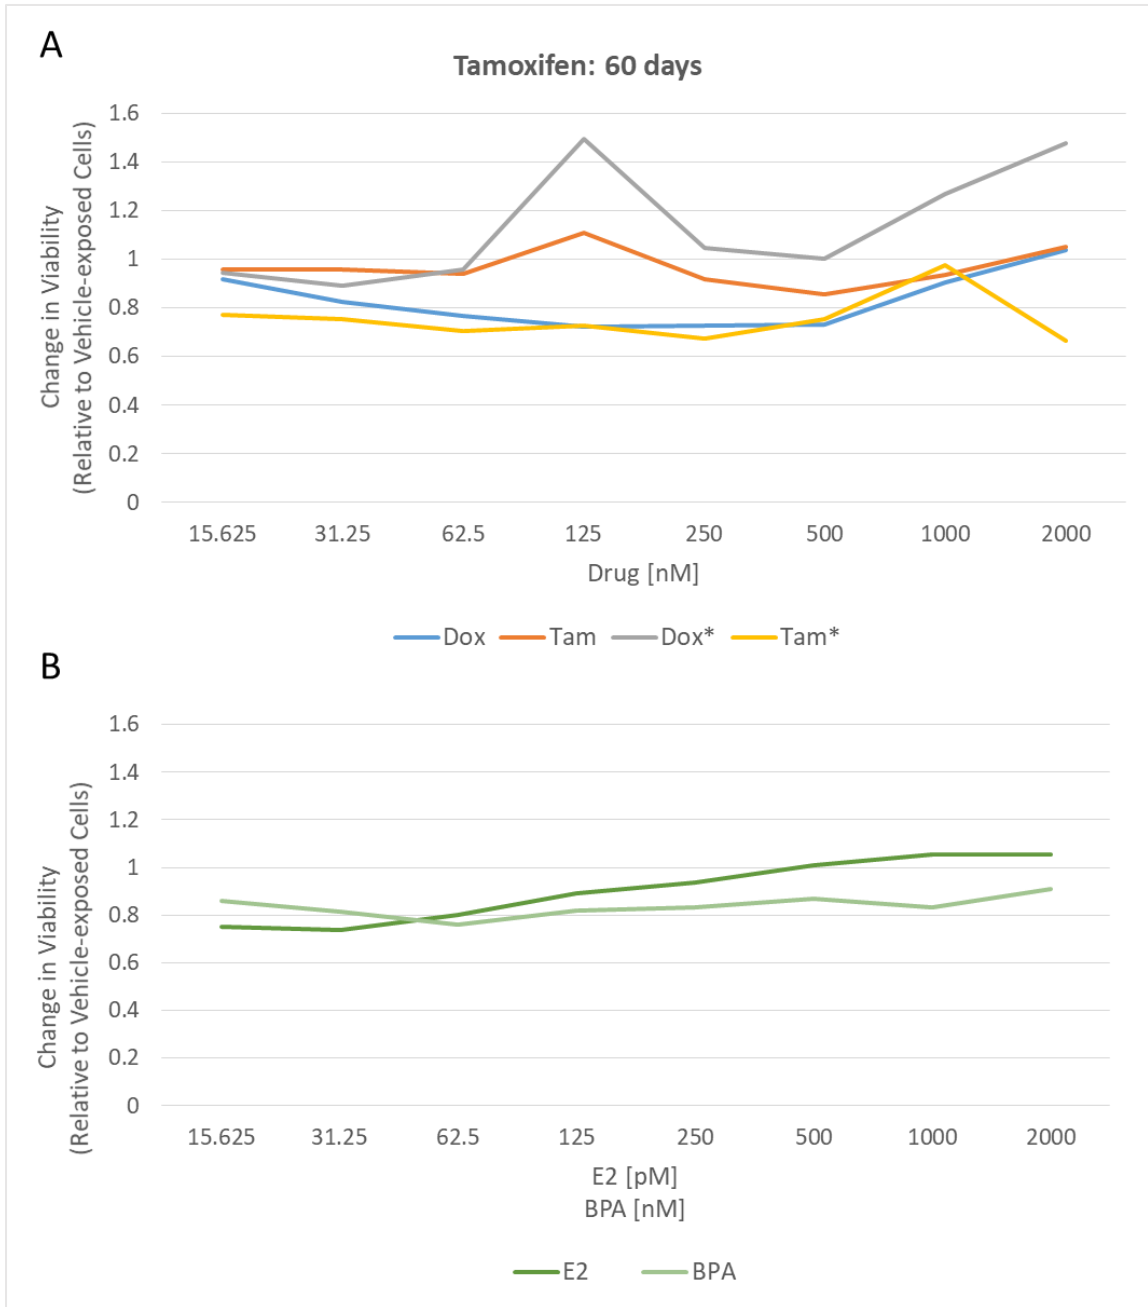 A
Tamoxifen: 60 days
Change in Viability
(Relative to Vehicle-exposed Cells)
1.6
1.4
1.2
1
0.8
0.6
0.4
0.2
0
15.625 31.25 62.5 125 250 500 1000 2000
Drug [nM]
Dox Tam Dox* Tam*
B
Change in Viability
(Relative to Vehicle-exposed Cells)
1.6
1.4
1.2
1
0.8
0.6
0.4
0.2
0
15.625 31.25 62.5 125 250 500 1000 2000
E2 [pM]
BPA [nM]
E2 BPA